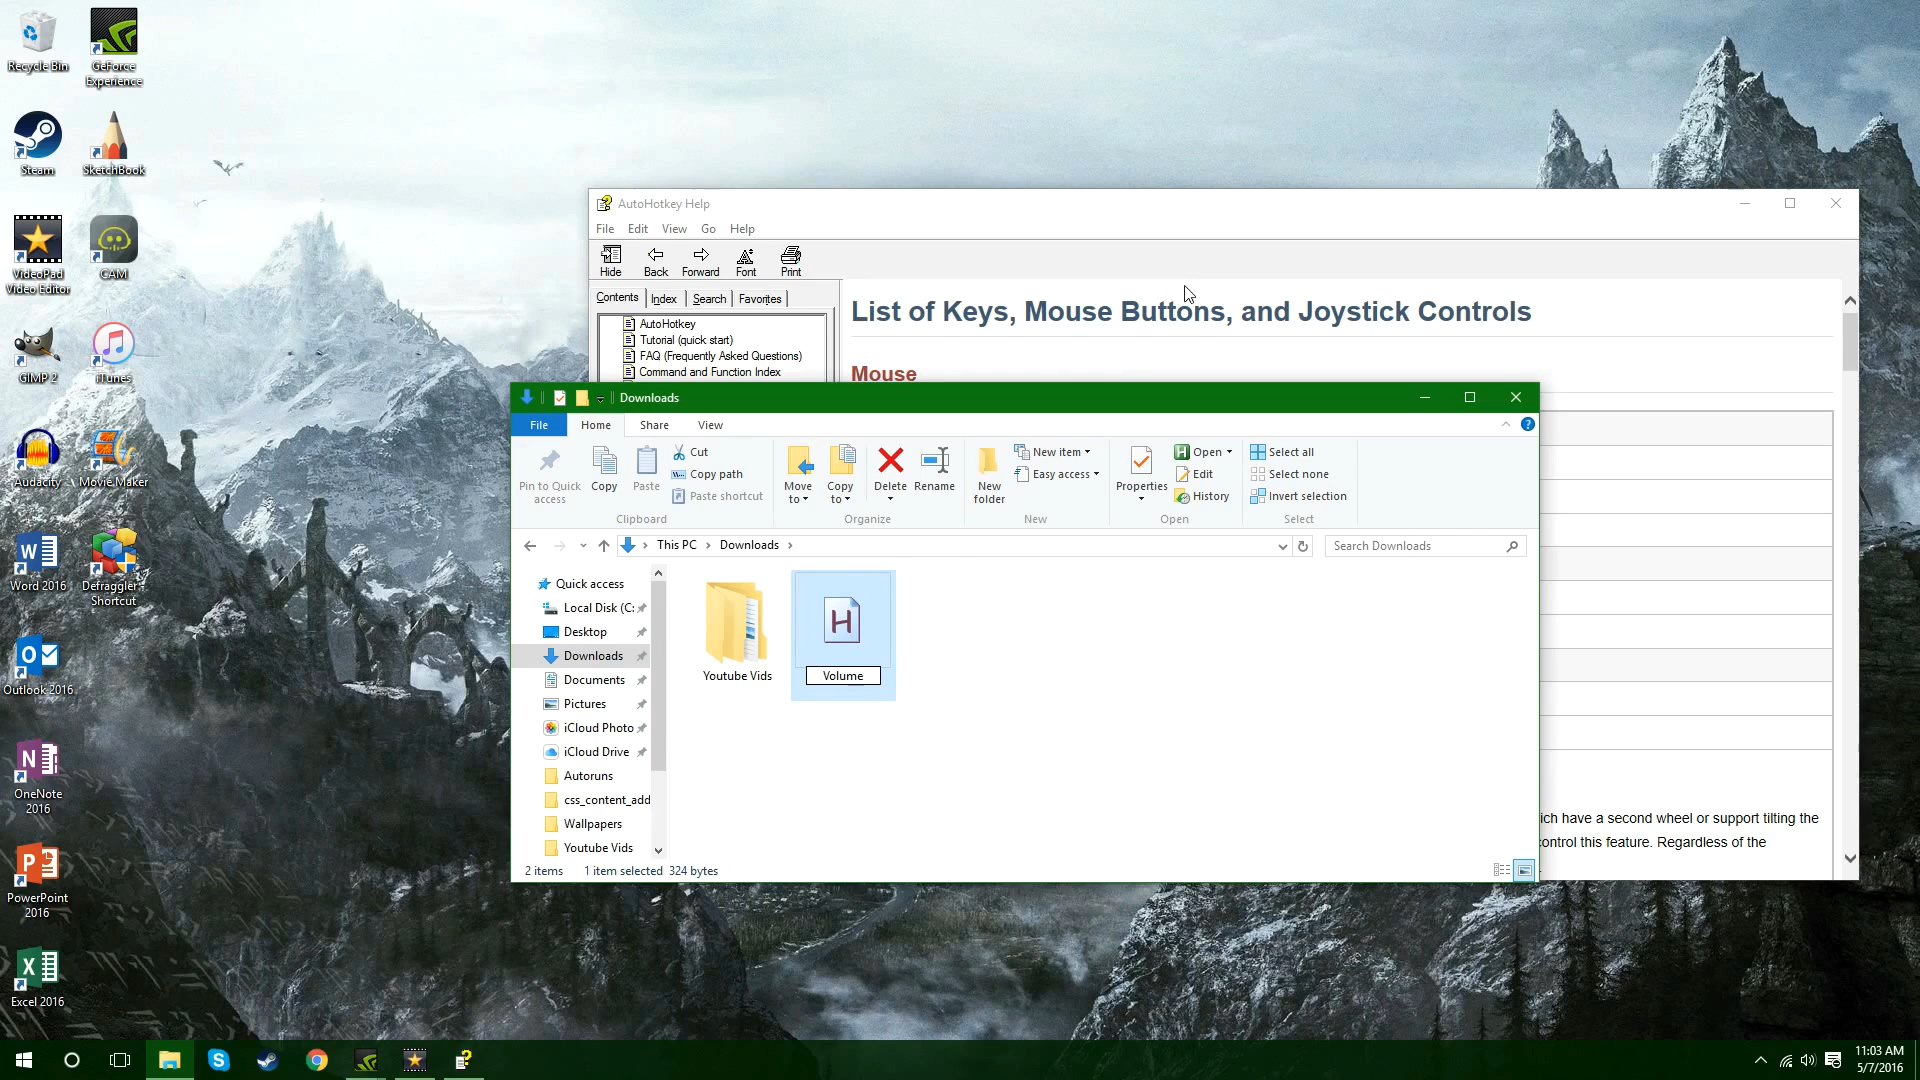 Recycle Bin
GeForce
Experience
Steam
SketchBook
VideoPad
Video Editor
CAM
GIMP 2
iTunes
Audacity
Movie Maker
Word 2016
Defraggler -
Shortcut
Outlook 2016
OneNote
2016
PowerPoint
2016
Excel 2016
AutoHotkey Help
File Edit View Go Help
Hide Back Forward Font Print
Contents Index Search Favorites
AutoHotkey
Tutorial (quick start)
FAQ (Frequently Asked Questions)
Command and Function Index
List of Keys, Mouse Buttons, and Joystick Controls
Mouse
ich have a second wheel or support tilting the
ontrol this feature. Regardless of the
Downloads
File Home Share View
Pin to Quick
access
Copy
Paste
Cut
Copy path
Paste shortcut
Clipboard
Move
to
Copy
to
Delete
Rename
Organize
New
folder
New item
Easy access
New
Properties
Open
Edit
History
Open
Select all
Select none
Invert selection
Select
This PC > Downloads >
Search Downloads
Quick access
Local Disk (C:
Desktop
Downloads
Documents
Pictures
iCloud Photo
iCloud Drive
Autoruns
css_content_add
Wallpapers
Youtube Vids
Youtube Vids
H
Volume
2 items 1 item selected 324 bytes
11:03 AM
5/7/2016